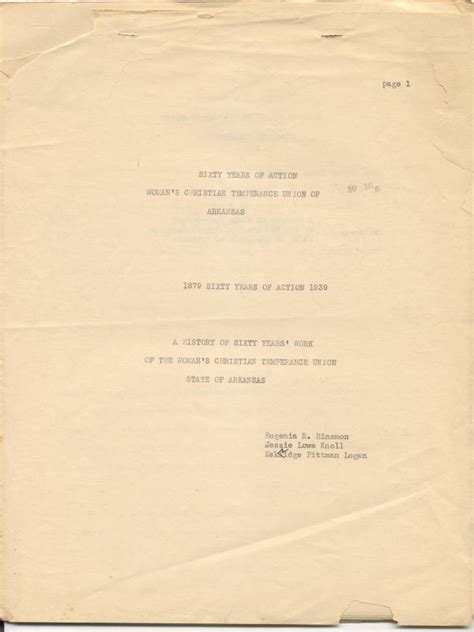 page 1
SIXTY YEARS OF ACTION
WOMAN'S CHRISTIAN TEMPERANCE UNION OF
ARKANSAS
1879 SIXTY YEARS OF ACTION 1939
A HISTORY OF SIXTY YEARS' WORK
OF THE WOMAN'S CHRISTIAN TEMPERANCE UNION
STATE OF ARKANSAS
Eugenia R. Hinemon
Jessie Lowe Knoll
Pittman Logan